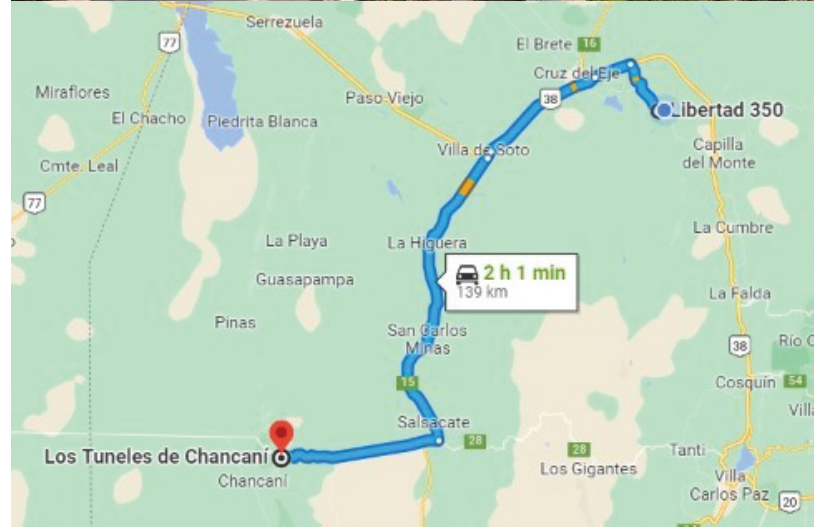 Serrezuela
77
El Brete 16
Cruz del Eje
Miraflores
Paso Viejo
38
Libertad 350
El Chacho
Piedrita Blanca
Capilla
del Monte
Villa de Soto
Cmte. Leal
77
La Cumbre
La Playa
La Higuera
2 h 1 min
139 km
Guasapampa
La Falda
Pinas
San Carlos
Minas
38
Río C
15
Cosquín 54
Villa
Salsacate
28
28
Tanti
Los Tuneles de Chancaní
Los Gigantes
Chancaní
Villa
Carlos Paz
20